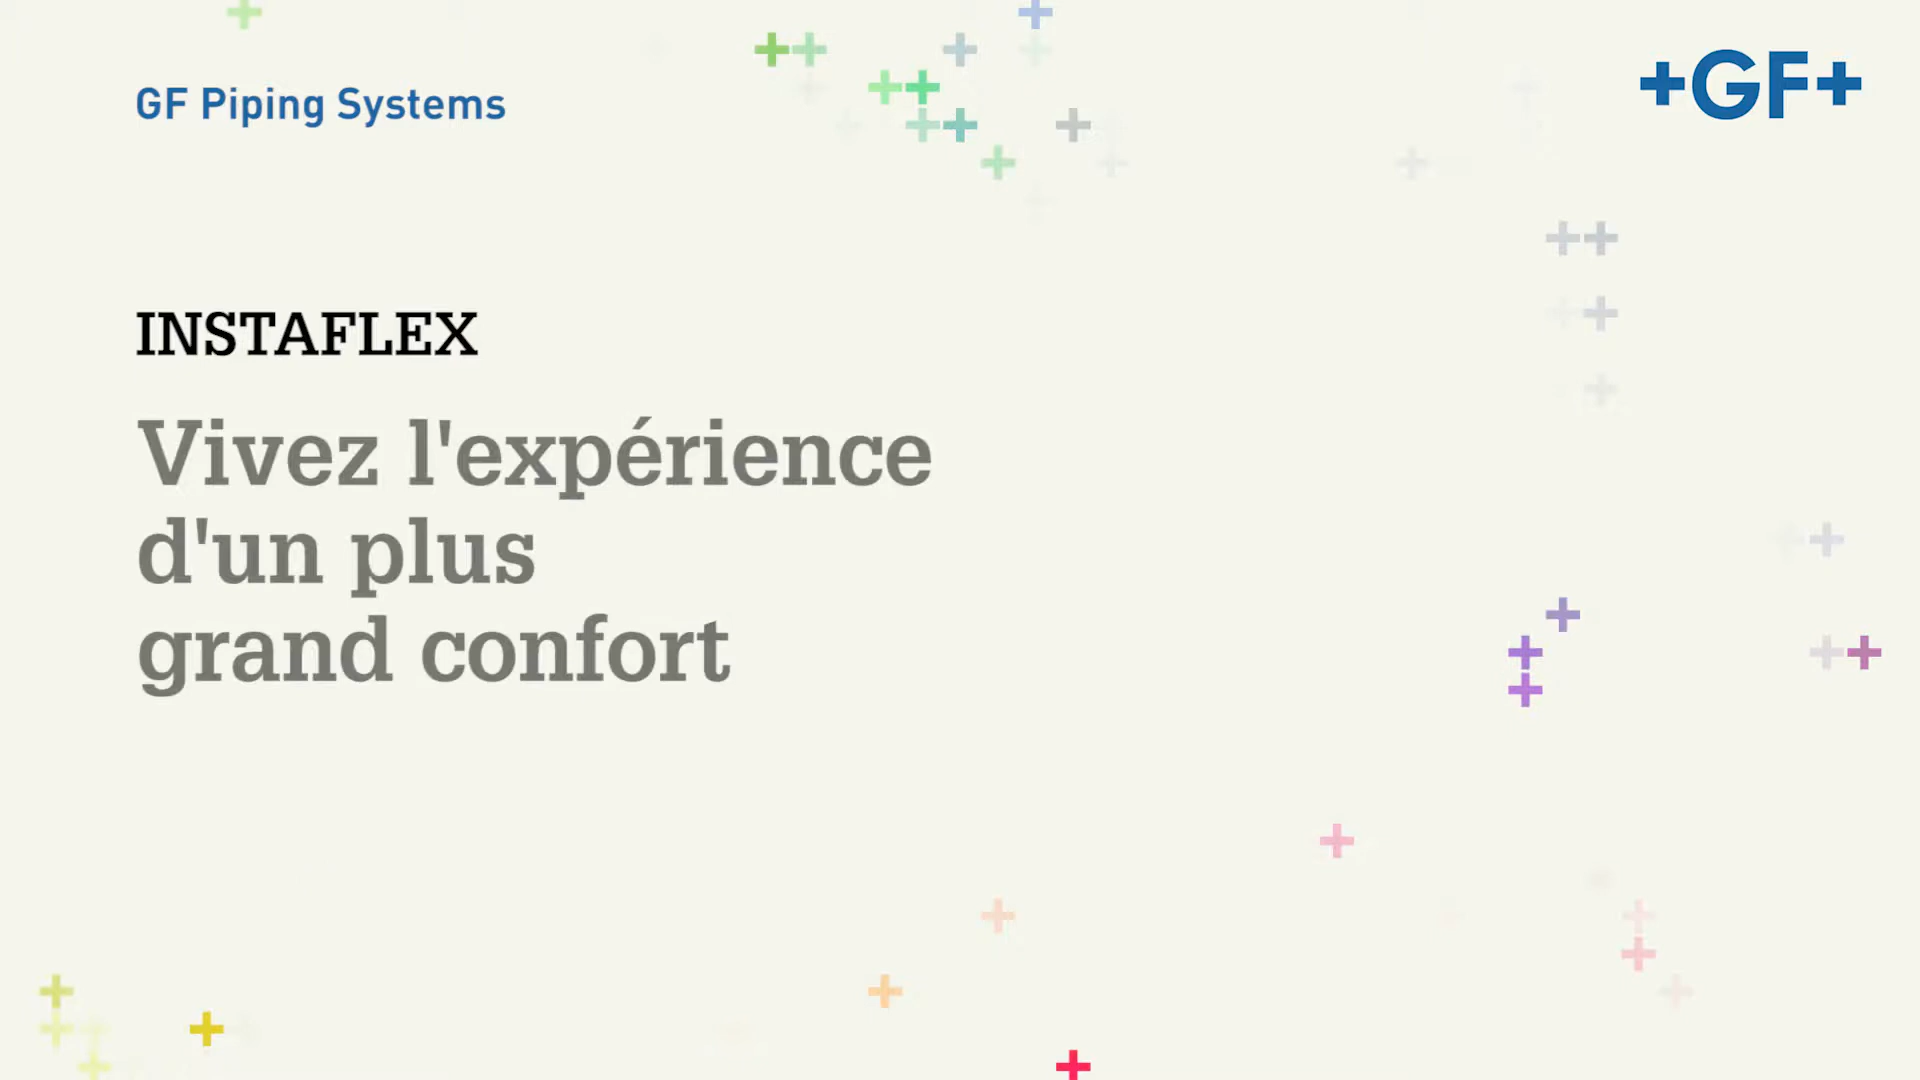 GF Piping Systems
+GF+
INSTAFLEX
Vivez l'expérience
d'un plus
grand confort